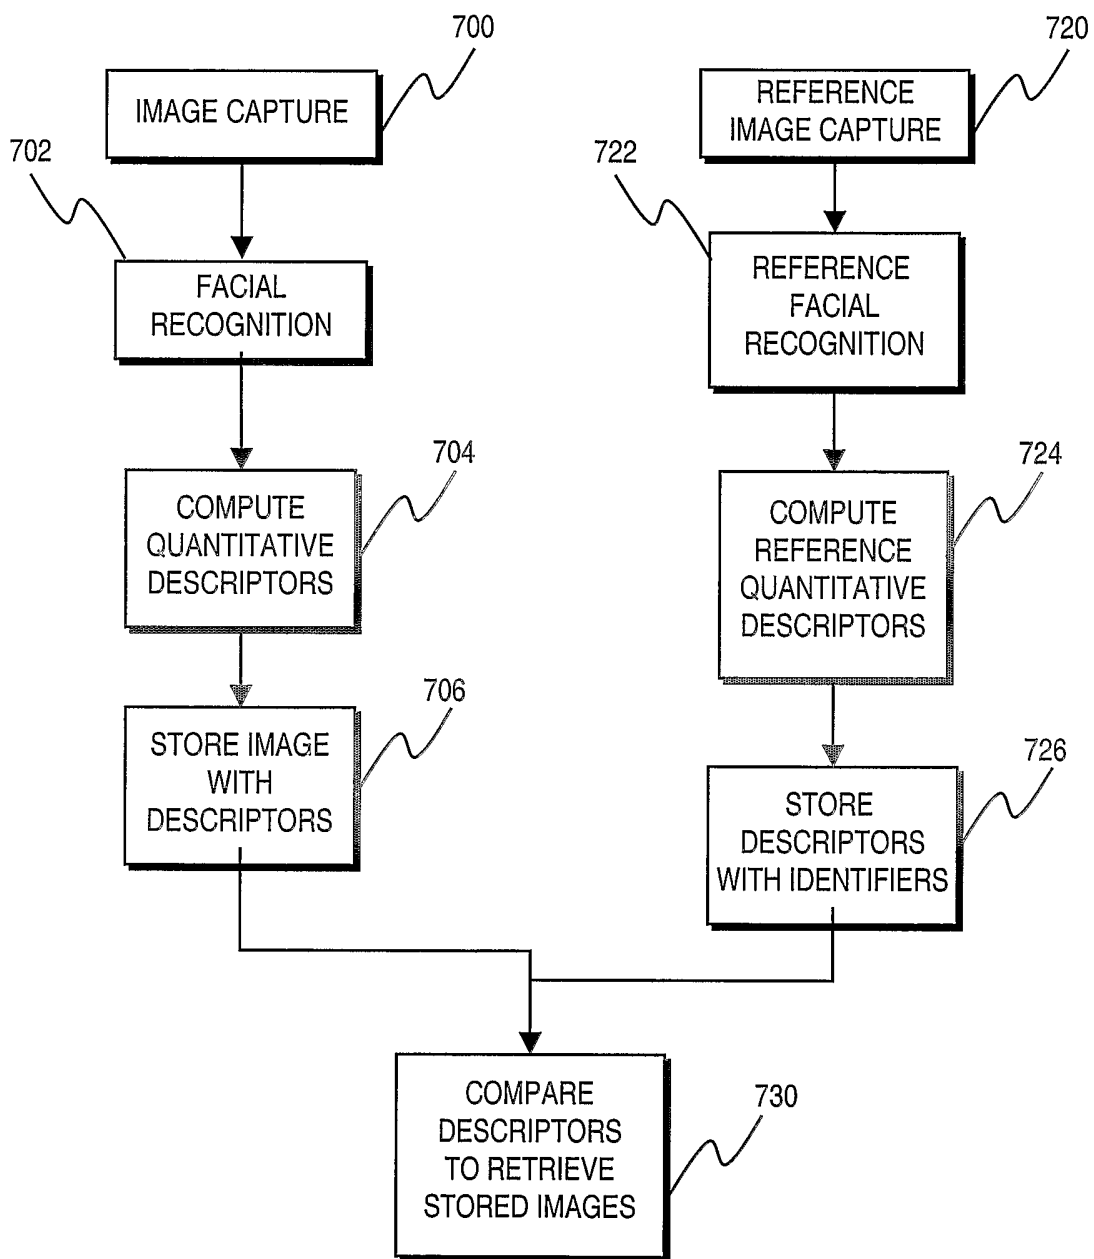 700
IMAGE CAPTURE
720
REFERENCE
IMAGE CAPTURE
702
FACIAL
RECOGNITION
722
REFERENCE
FACIAL
RECOGNITION
704
COMPUTE
QUANTITATIVE
DESCRIPTORS
724
COMPUTE
REFERENCE
QUANTITATIVE
DESCRIPTORS
706
STORE IMAGE
WITH
DESCRIPTORS
726
STORE
DESCRIPTORS
WITH IDENTIFIERS
730
COMPARE
DESCRIPTORS
TO RETRIEVE
STORED IMAGES